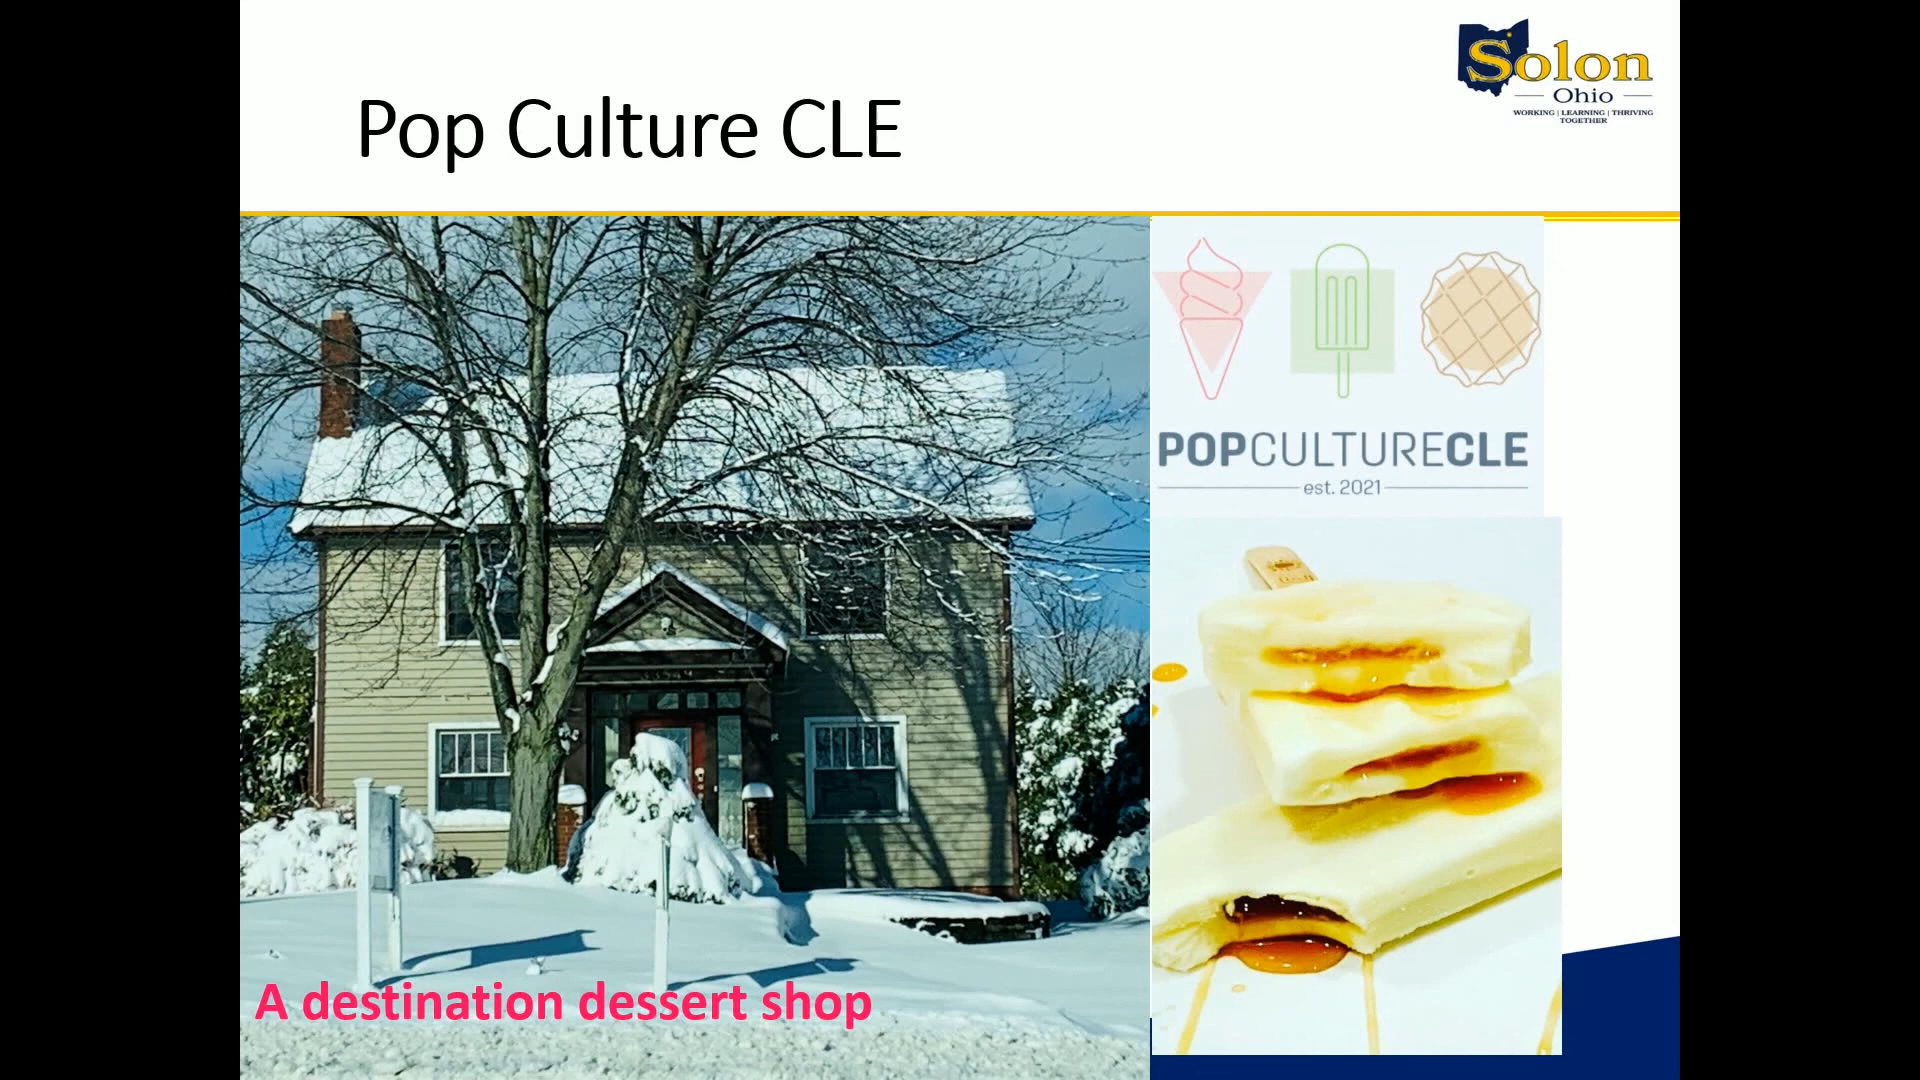 Solon
Ohio
WORKING | LEARNING | THRIVING
TOGETHER
Pop Culture CLE
POPCULTURECLE
est. 2021
A destination dessert shop